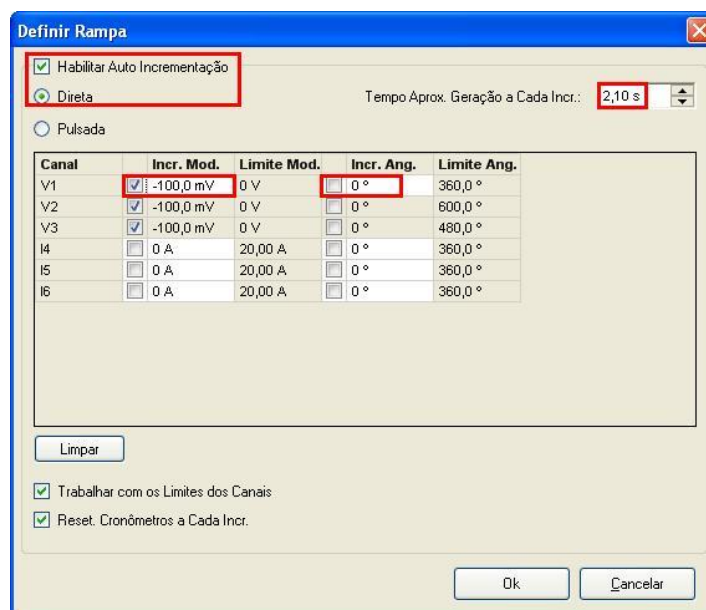 Definir Rampa
Habilitar Auto Incrementação
Direta
Tempo Aprox. Geração a Cada Incr.: 2,10 s
Pulsada
Canal Incr. Mod. Limite Mod. Incr. Ang. Limite Ang.
V1 -100,0 mV 0 V 0 ° 360,0 °
V2 -100,0 mV 0 V 0 ° 600,0 °
V3 -100,0 mV 0 V 0 ° 480,0 °
I4 0 A 20,00 A 0 ° 360,0 °
I5 0 A 20,00 A 0 ° 360,0 °
I6 0 A 20,00 A 0 ° 360,0 °
Limpar
Trabalhar com os Limites dos Canais
Reset. Cronômetros a Cada Incr.
Ok Cancelar